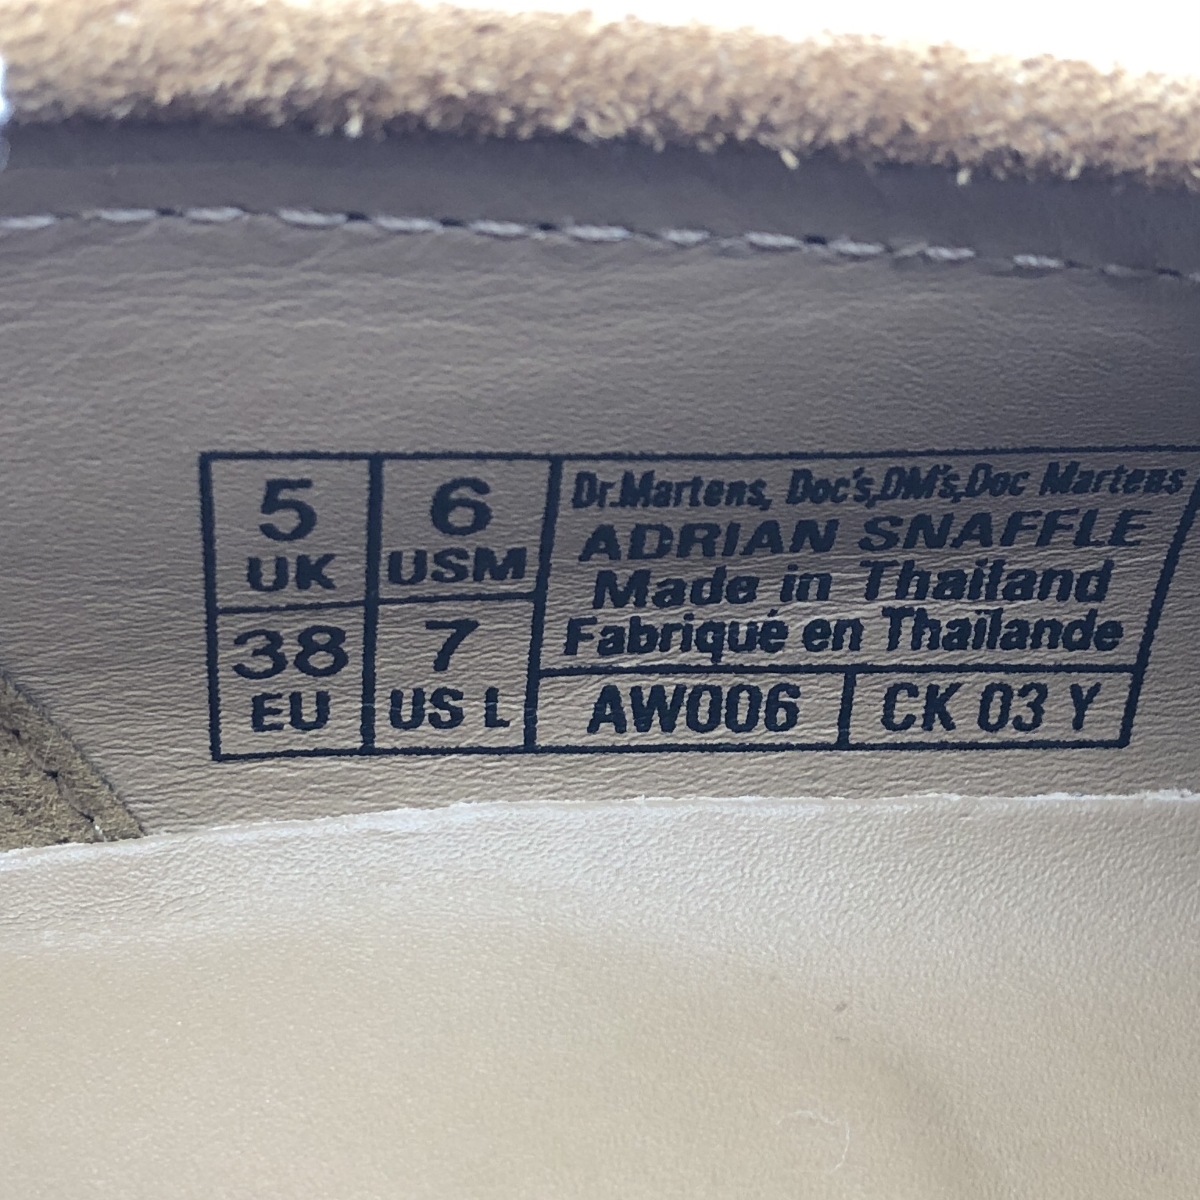 5
UK
6
USM
38
EU
7
US L
Dr.Martens, Doc's,DM's,Doc Martens
ADRIAN SNAFFLE
Made in Thailand
Fabriqué en Thaïlande
AW006
CK 03 Y